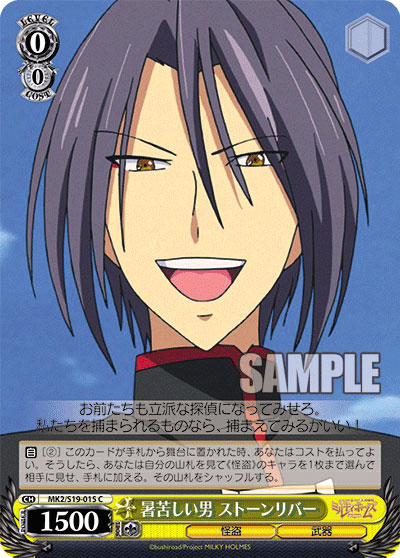 LEVEL
0
0
COST
SAMPLE
お前たちも立派な探偵になってみせろ。
私たちを捕まられるものなら、捕まえてみるがいい!
自 [②] このカードが手札から舞台に置かれた時、あなたはコストを払ってよ
い。そうしたら、あなたは自分の山札を見て《怪盗》のキャラを1枚まで選んで
相手に見せ、手札に加える。その山札をシャッフルする。
CH MK2/S19-015 C
暑苦しい男 ストーンリバー
POWER
1500
怪盗
武器
©bushiroad/Project MILKY HOLMES